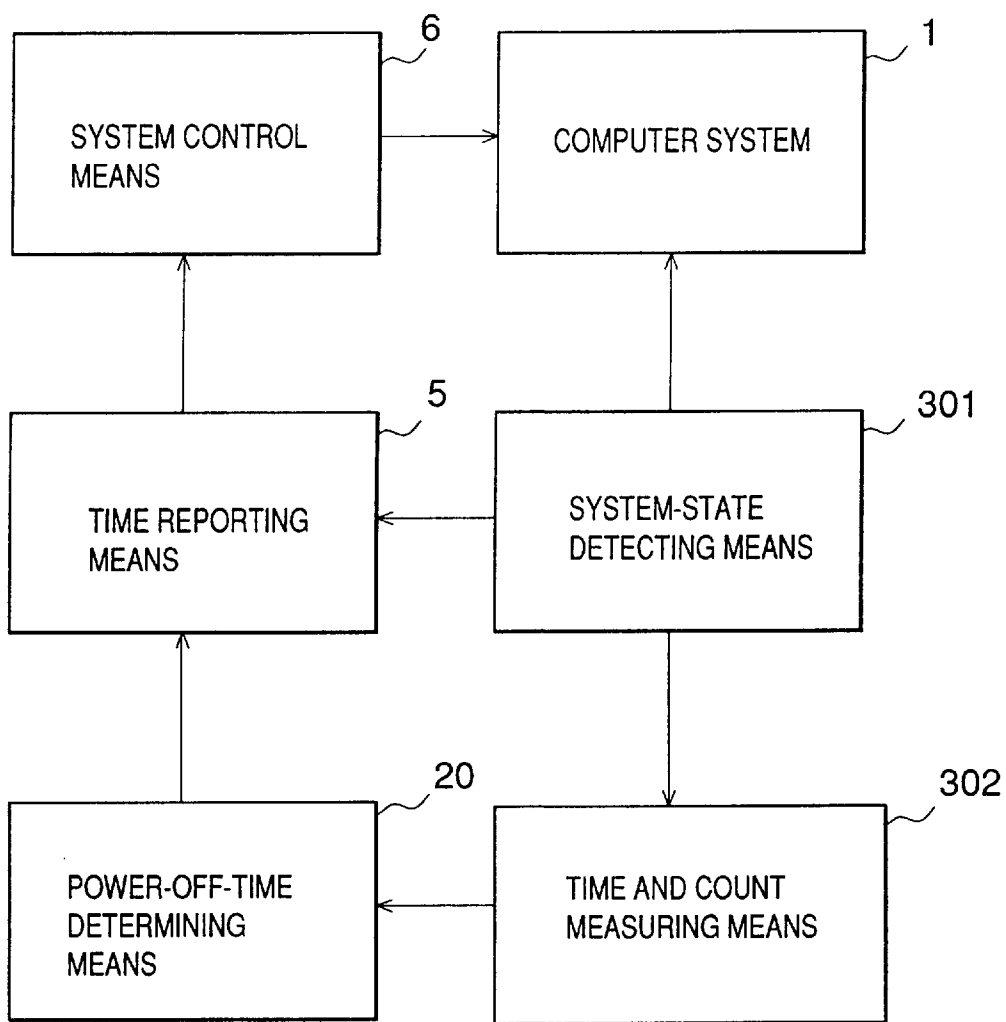 6
SYSTEM CONTROL
MEANS
1
COMPUTER SYSTEM
5
TIME REPORTING
MEANS
301
SYSTEM-STATE
DETECTING MEANS
20
POWER-OFF-TIME
DETERMINING
MEANS
302
TIME AND COUNT
MEASURING MEANS